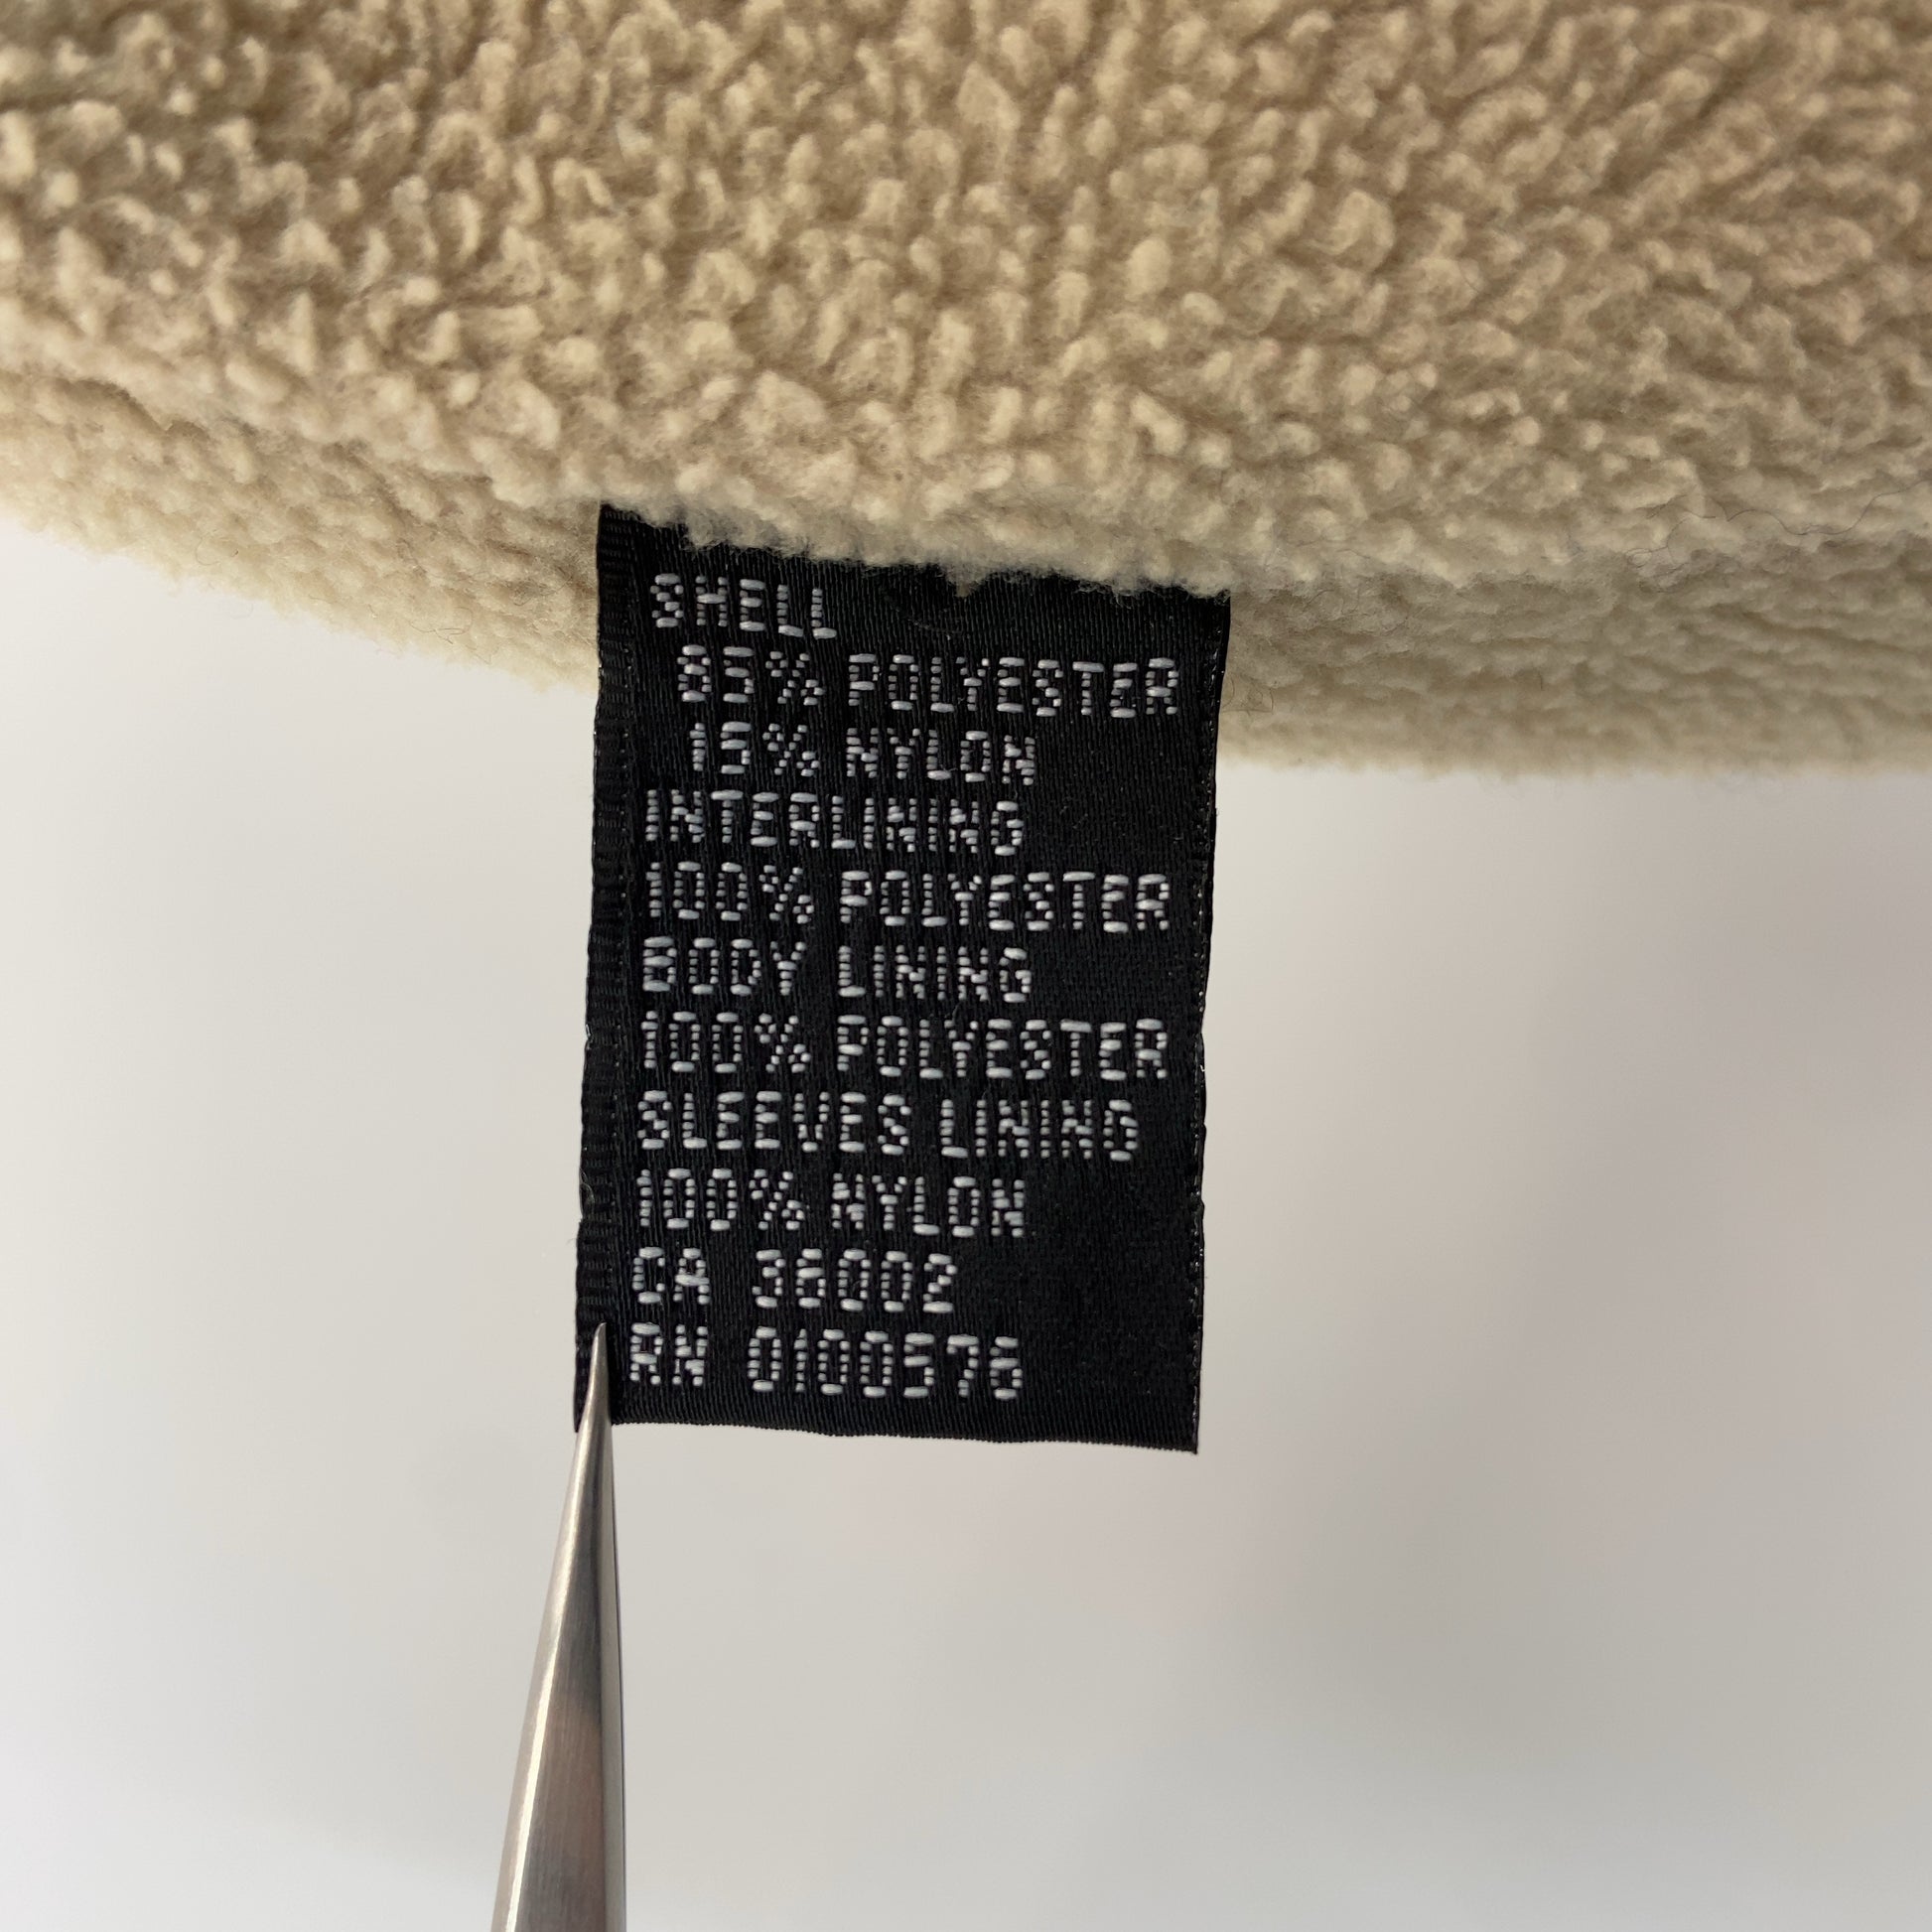 SHELL
85% POLYESTER
15% NYLON
INTERLINING
100% POLYESTER
BODY LINING
100% POLYESTER
SLEEVES LINING
100% NYLON
CA 36002
RN 0100576